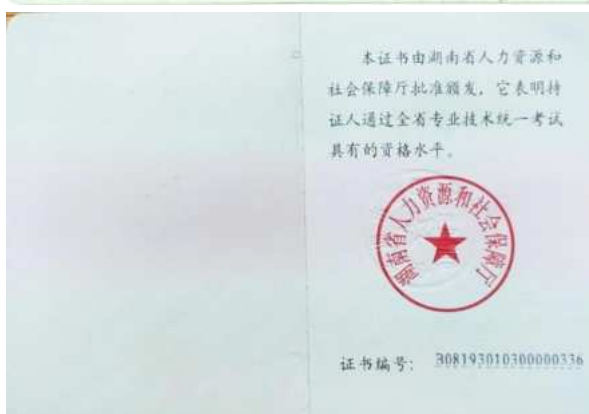 本证书由湖南省人力资源和
社会保障厅批准颁发，它表明持
证人通过全省专业技术统一考试
具有的资格水平。
湖南省人力资源和社会保障厅
证书编号： 308193010300000336